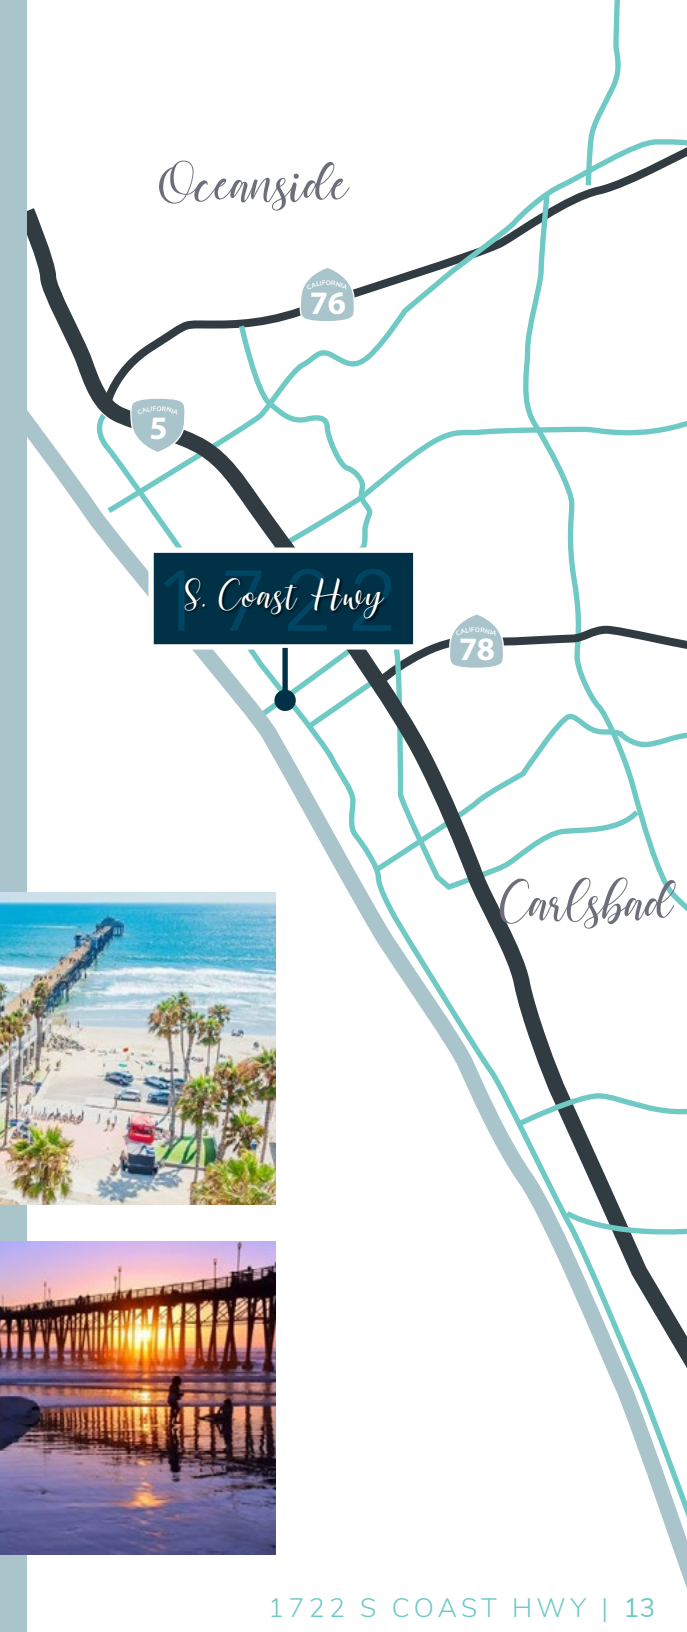 Oceanside
CALIFORNIA
76
CALIFORNIA
5
1722
S. Coast Hwy
CALIFORNIA
78
Carlsbad
1722 S COAST HWY | 13